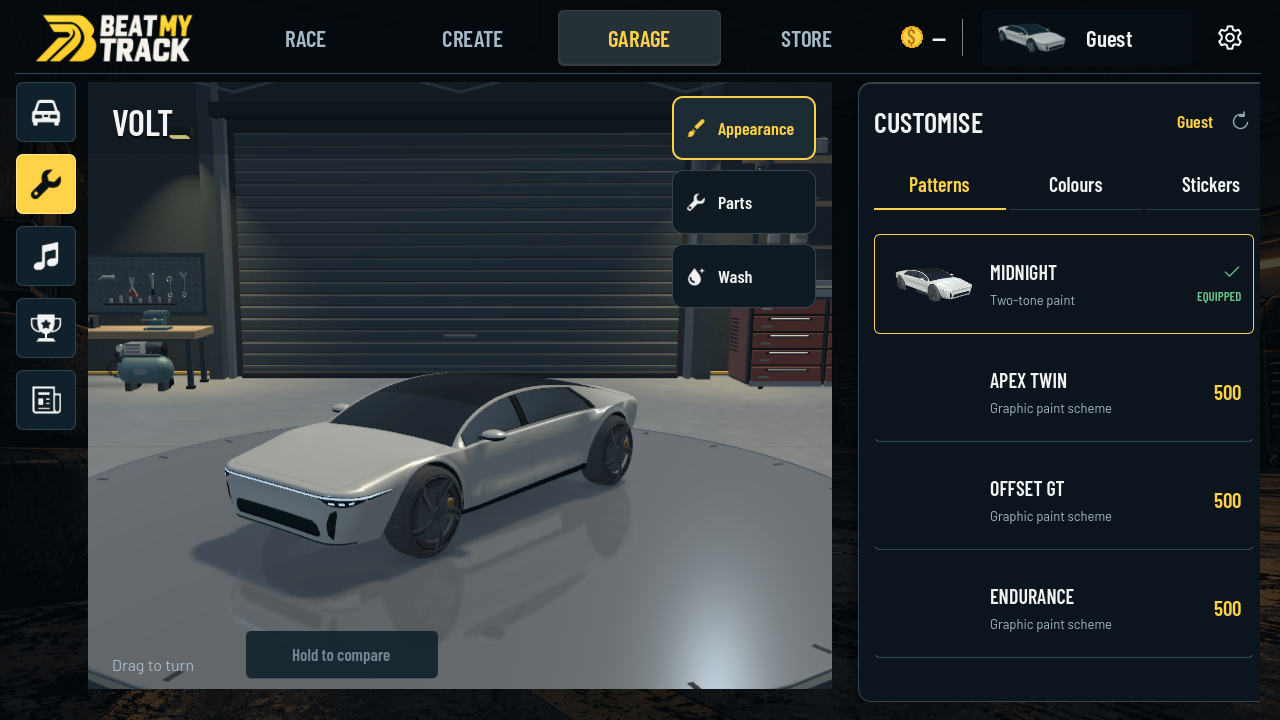 BEAT MY TRACK
RACE
CREATE
GARAGE
STORE
–
Guest
VOLT_
Appearance
Parts
Wash
Drag to turn
Hold to compare
CUSTOMISE
Guest
Patterns
Colours
Stickers
MIDNIGHT
Two-tone paint
EQUIPPED
APEX TWIN
Graphic paint scheme
500
OFFSET GT
Graphic paint scheme
500
ENDURANCE
Graphic paint scheme
500